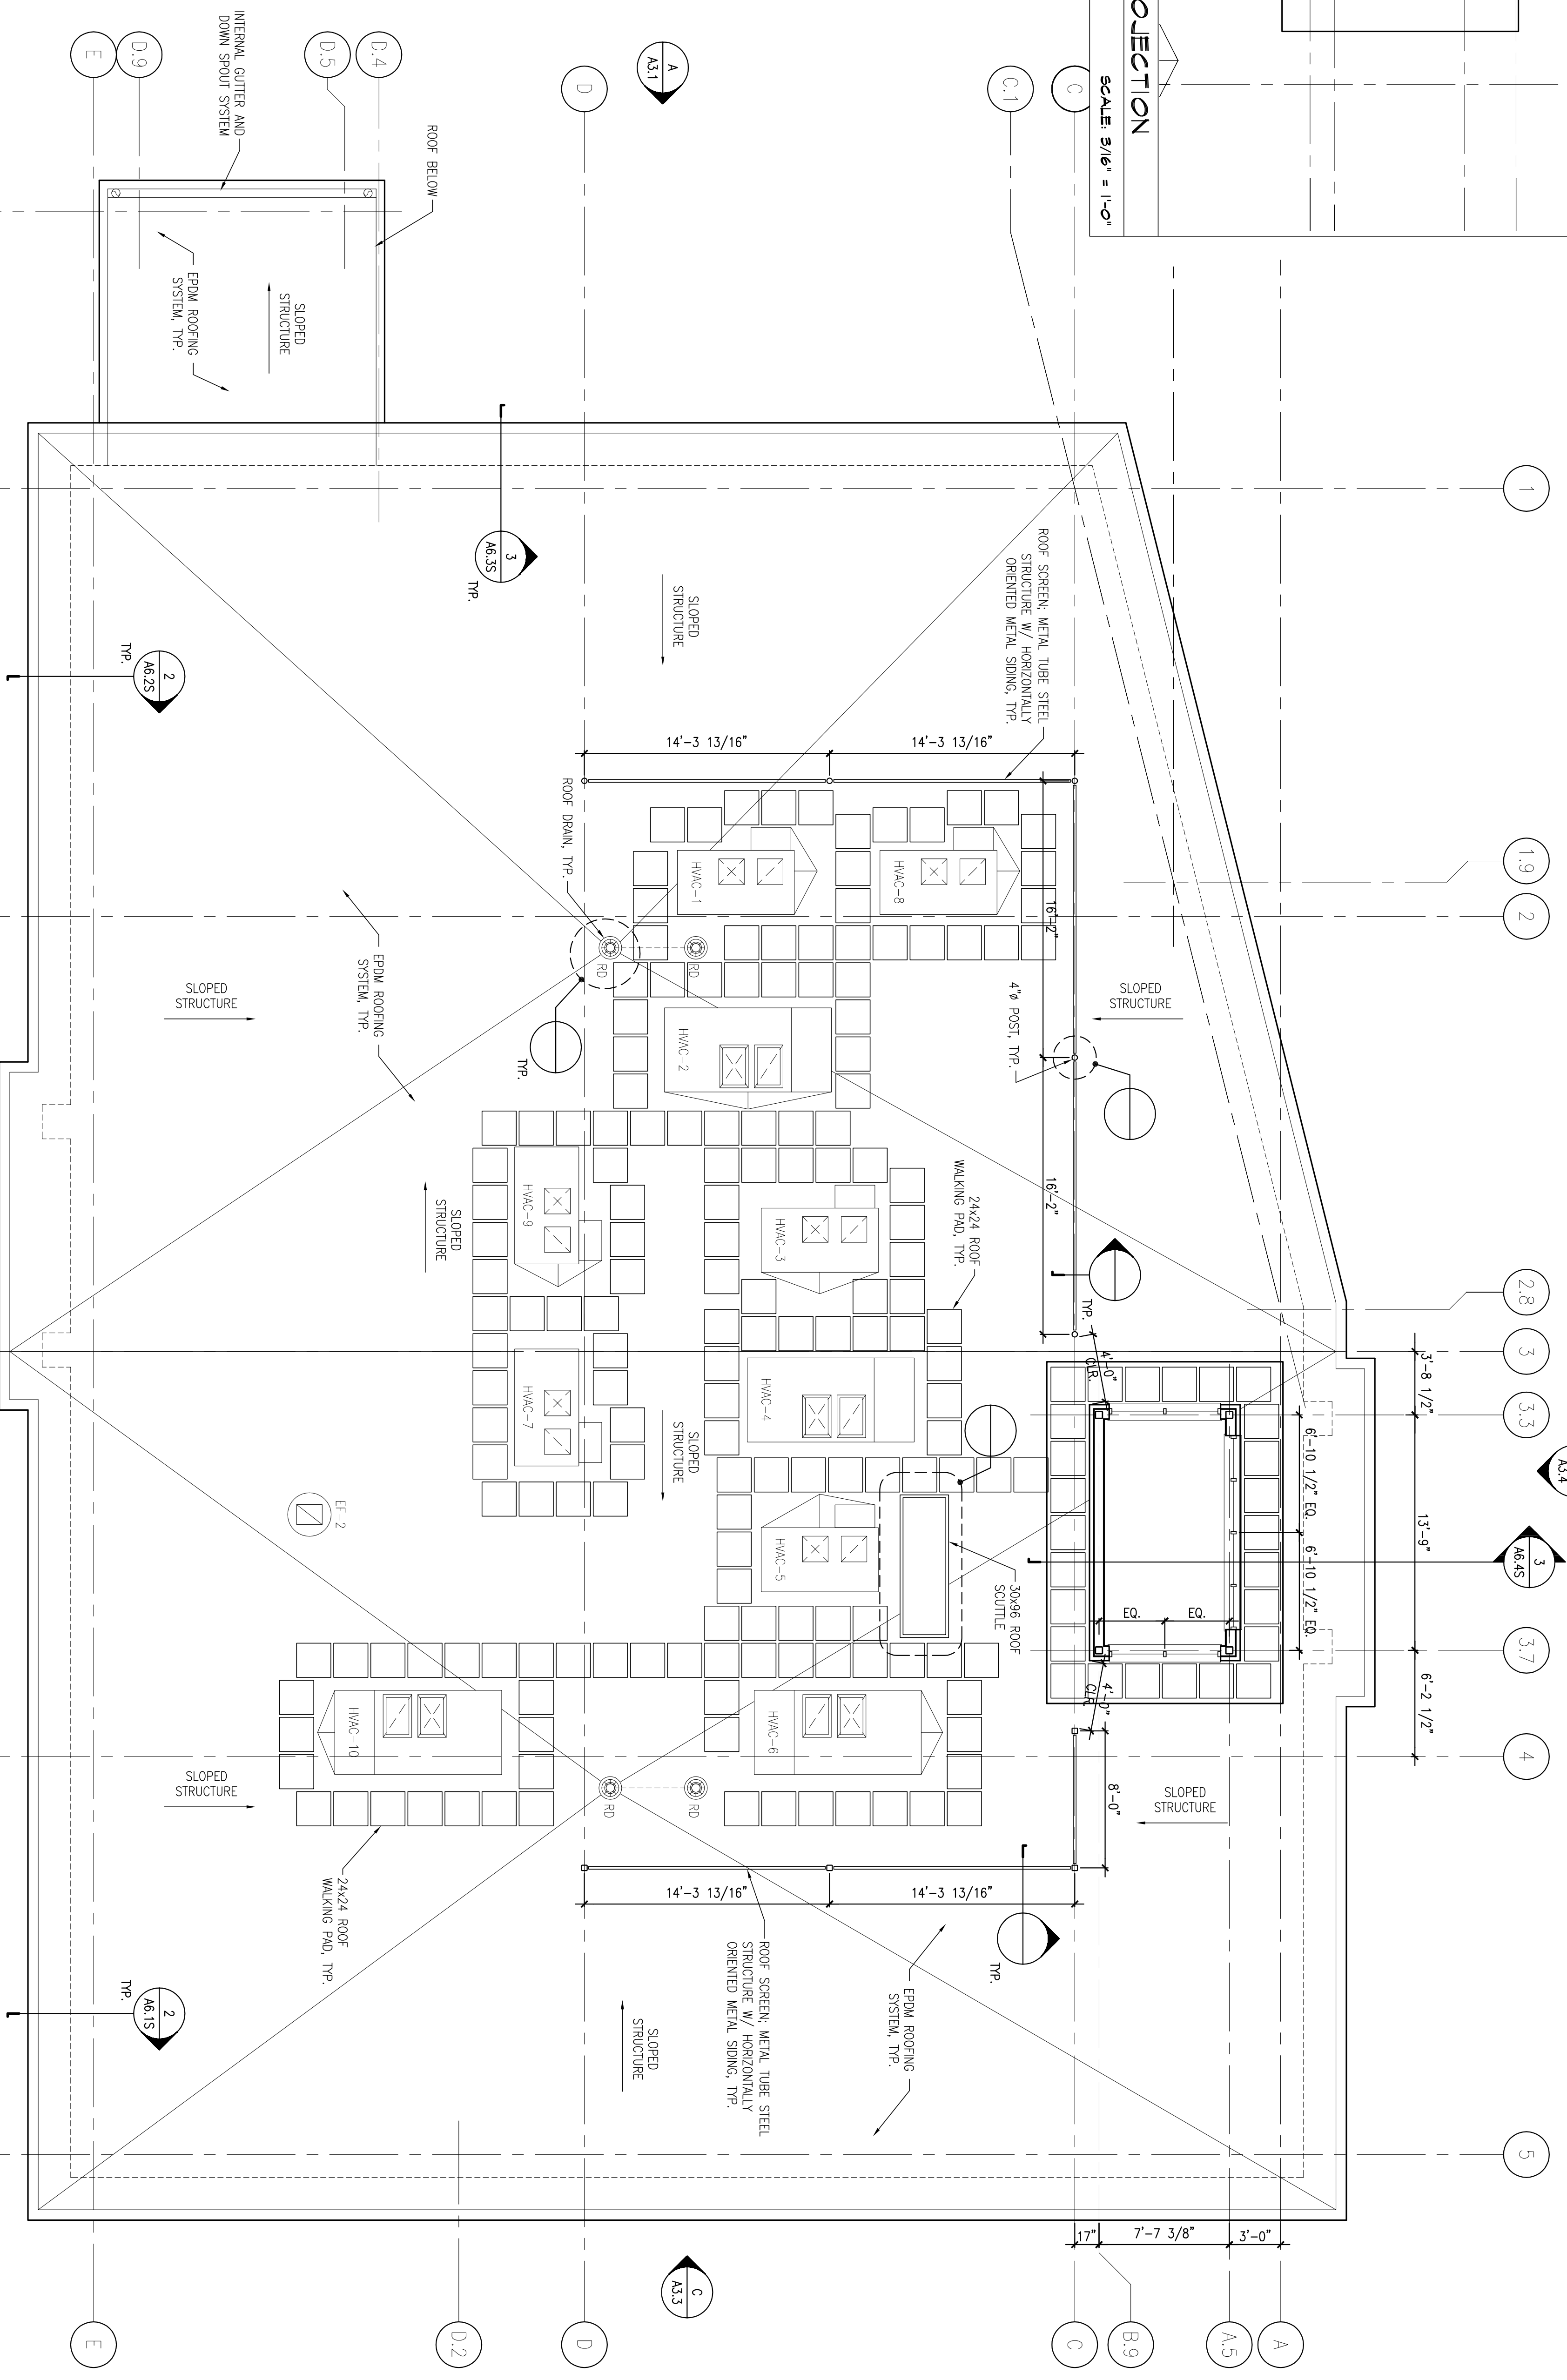 OJECTION
SCALE: 3/16" = 1'-0"
E
D.9
D.5
D.4
D
A
A3.1
C.1
C
INTERNAL GUTTER AND
DOWN SPOUT SYSTEM
ROOF BELOW
EPDM ROOFING
SYSTEM, TYP.
SLOPED
STRUCTURE
1
3
A6.3S
TYP.
SLOPED
STRUCTURE
ROOF SCREEN; METAL TUBE STEEL
STRUCTURE W/ HORIZONTALLY
ORIENTED METAL SIDING, TYP.
2
A6.2S
TYP.
14'-3 13/16"
14'-3 13/16"
ROOF DRAIN, TYP.
HVAC-1
HVAC-8
16'-2"
1.9
2
RD
RD
EPDM ROOFING
SYSTEM, TYP.
SLOPED
STRUCTURE
TYP.
HVAC-2
4"ø POST, TYP.
SLOPED
STRUCTURE
16'-2"
24x24 ROOF
WALKING PAD, TYP.
HVAC-9
HVAC-3
SLOPED
STRUCTURE
TYP.
2.8
3
3'-8 1/2"
3.3
4'-0"
CLR.
HVAC-7
HVAC-4
SLOPED
STRUCTURE
6'-10 1/2" EQ.
6'-10 1/2" EQ.
13'-9"
A3.4
3
A6.4S
EF-2
HVAC-5
30x96 ROOF
SCUTTLE
EQ.
EQ.
3.7
6'-2 1/2"
4'-0"
CLR.
HVAC-10
HVAC-6
4
SLOPED
STRUCTURE
RD
RD
8'-0"
SLOPED
STRUCTURE
24x24 ROOF
WALKING PAD, TYP.
14'-3 13/16"
14'-3 13/16"
TYP.
ROOF SCREEN; METAL TUBE STEEL
STRUCTURE W/ HORIZONTALLY
ORIENTED METAL SIDING, TYP.
EPDM ROOFING
SYSTEM, TYP.
2
A6.1S
TYP.
SLOPED
STRUCTURE
5
17"
7'-7 3/8"
3'-0"
C
A3.3
E
D.2
D
C
B.9
A.5
A